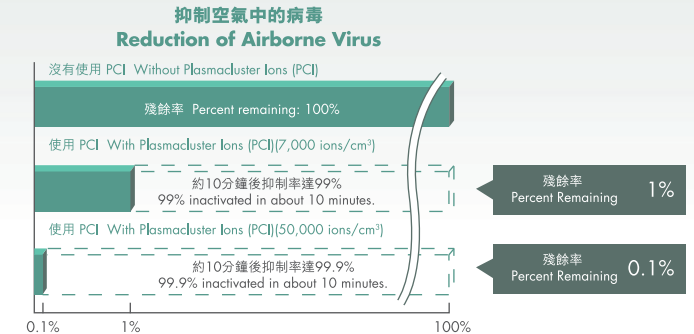 抑制空氣中的病毒
Reduction of Airborne Virus
沒有使用 PCI Without Plasmacluster Ions (PCI)
殘餘率 Percent remaining: 100%
使用 PCI With Plasmacluster Ions (PCI)(7,000 ions/cm³)
約10分鐘後抑制率達99%
99% inactivated in about 10 minutes.
殘餘率
Percent Remaining 1%
使用 PCI With Plasmacluster Ions (PCI)(50,000 ions/cm³)
約10分鐘後抑制率達99.9%
99.9% inactivated in about 10 minutes.
殘餘率
Percent Remaining 0.1%
0.1% 1% 100%